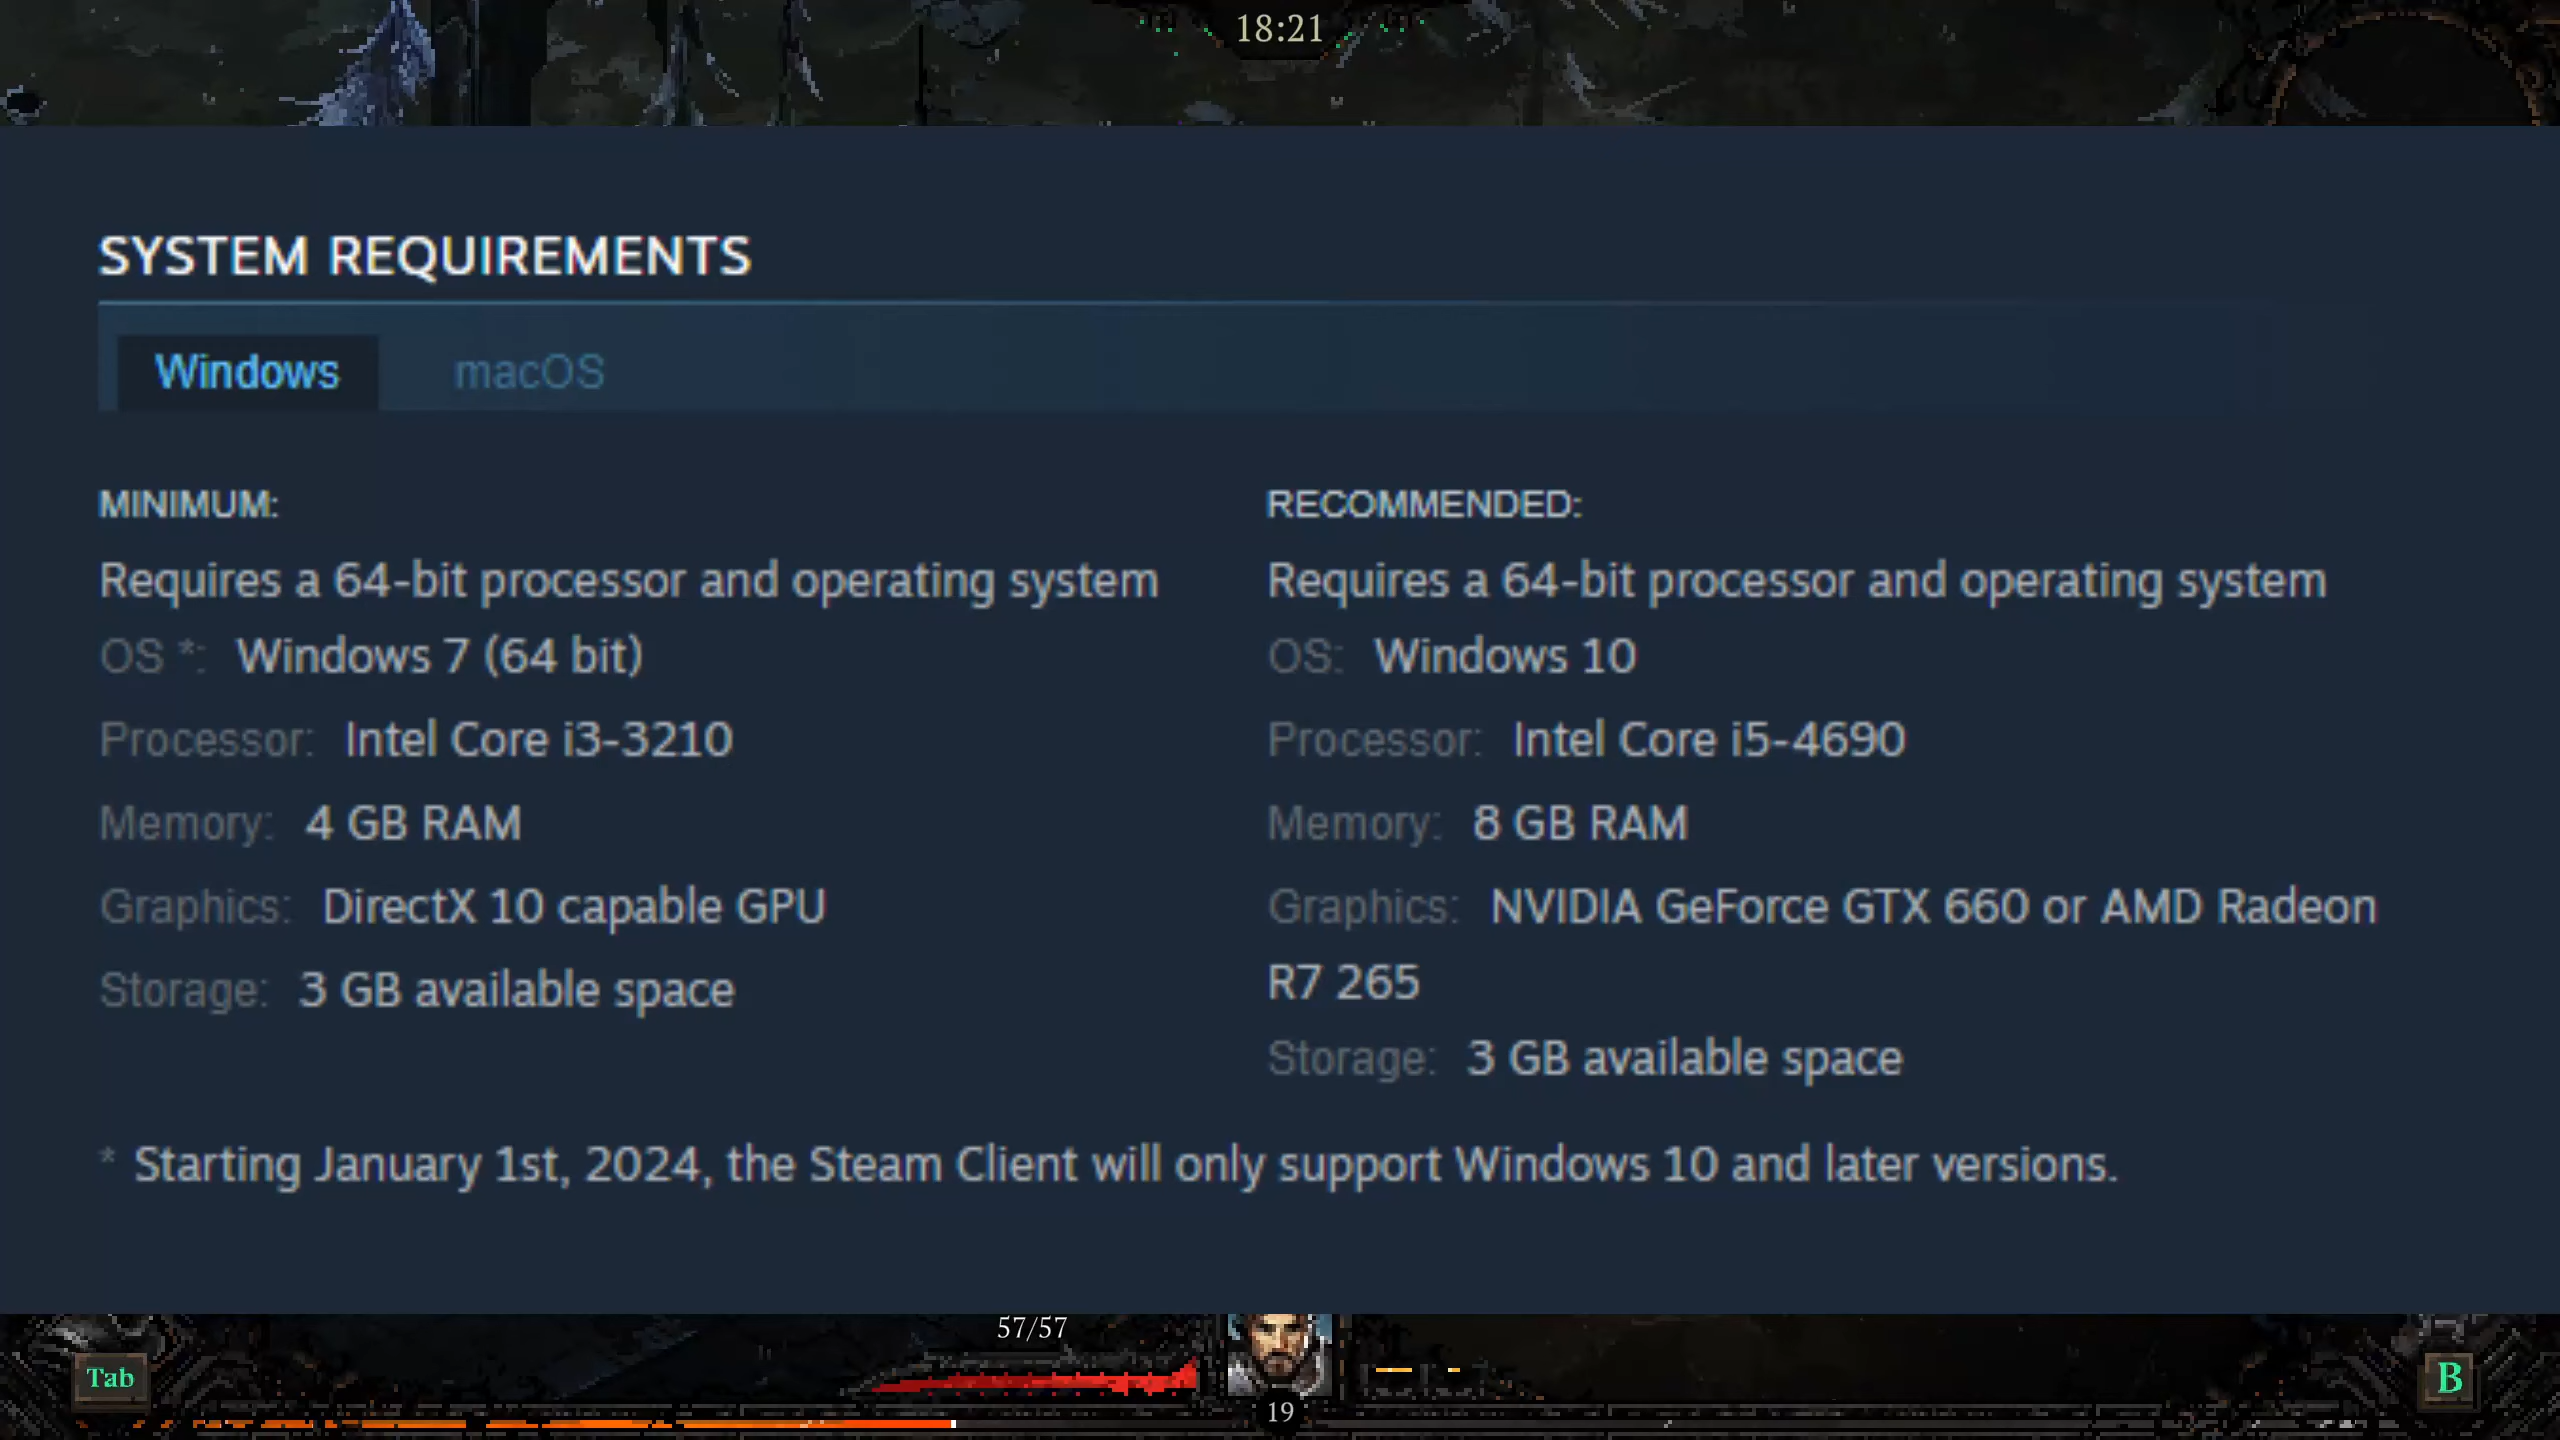 18:21
SYSTEM REQUIREMENTS
Windows macOS
MINIMUM:
Requires a 64-bit processor and operating system
OS *: Windows 7 (64 bit)
Processor: Intel Core i3-3210
Memory: 4 GB RAM
Graphics: DirectX 10 capable GPU
Storage: 3 GB available space
RECOMMENDED:
Requires a 64-bit processor and operating system
OS: Windows 10
Processor: Intel Core i5-4690
Memory: 8 GB RAM
Graphics: NVIDIA GeForce GTX 660 or AMD Radeon
R7 265
Storage: 3 GB available space
* Starting January 1st, 2024, the Steam Client will only support Windows 10 and later versions.
57/57
Tab
B
19